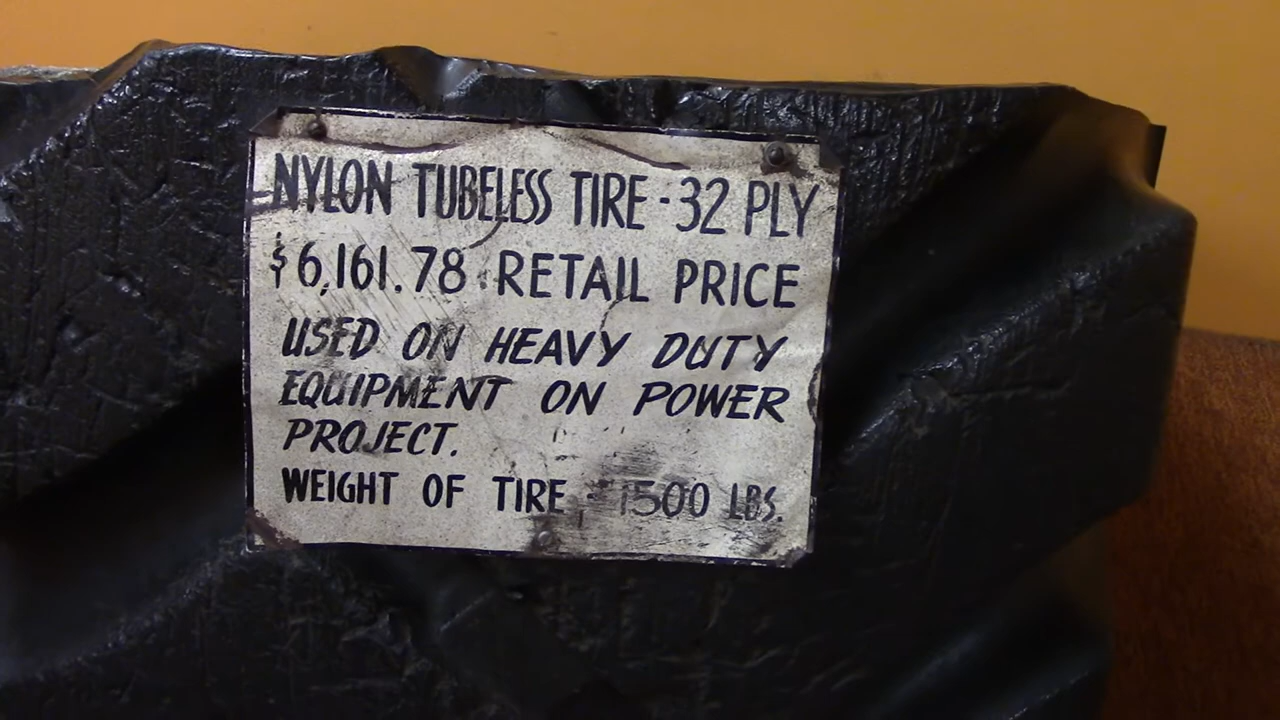 NYLON TUBELESS TIRE - 32 PLY
$6,161.78 RETAIL PRICE
USED ON HEAVY DUTY
EQUIPMENT ON POWER
PROJECT.
WEIGHT OF TIRE - 1500 LBS.